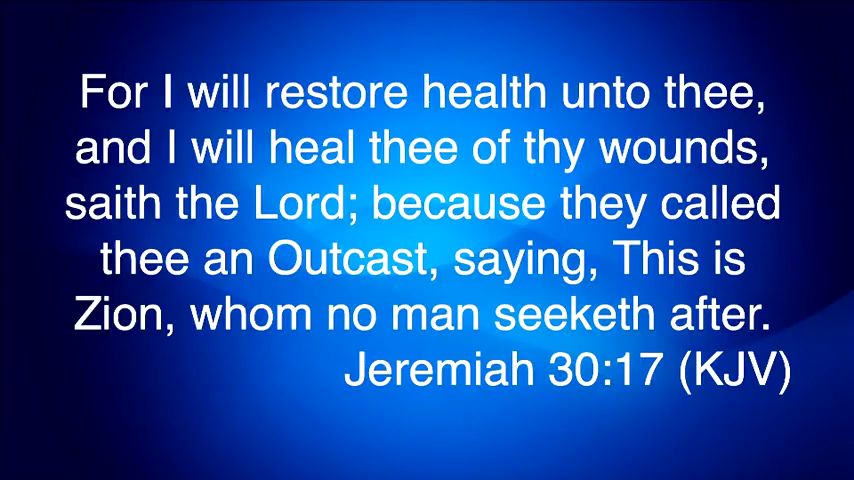 For I will restore health unto thee,
and I will heal thee of thy wounds,
saith the Lord; because they called
thee an Outcast, saying, This is
Zion, whom no man seeketh after.
Jeremiah 30:17 (KJV)